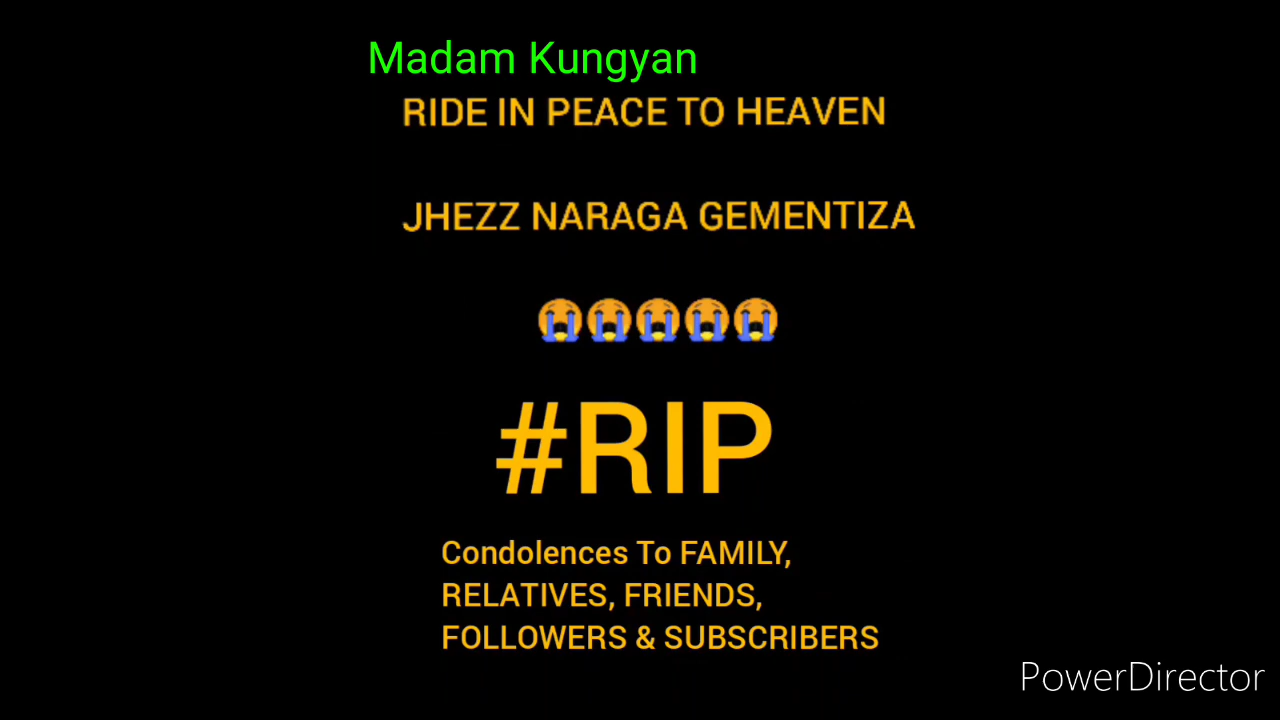 Madam Kungyan
RIDE IN PEACE TO HEAVEN
JHEZZ NARAGA GEMENTIZA
😭😭😭😭😭
#RIP
Condolences To FAMILY,
RELATIVES, FRIENDS,
FOLLOWERS & SUBSCRIBERS
PowerDirector